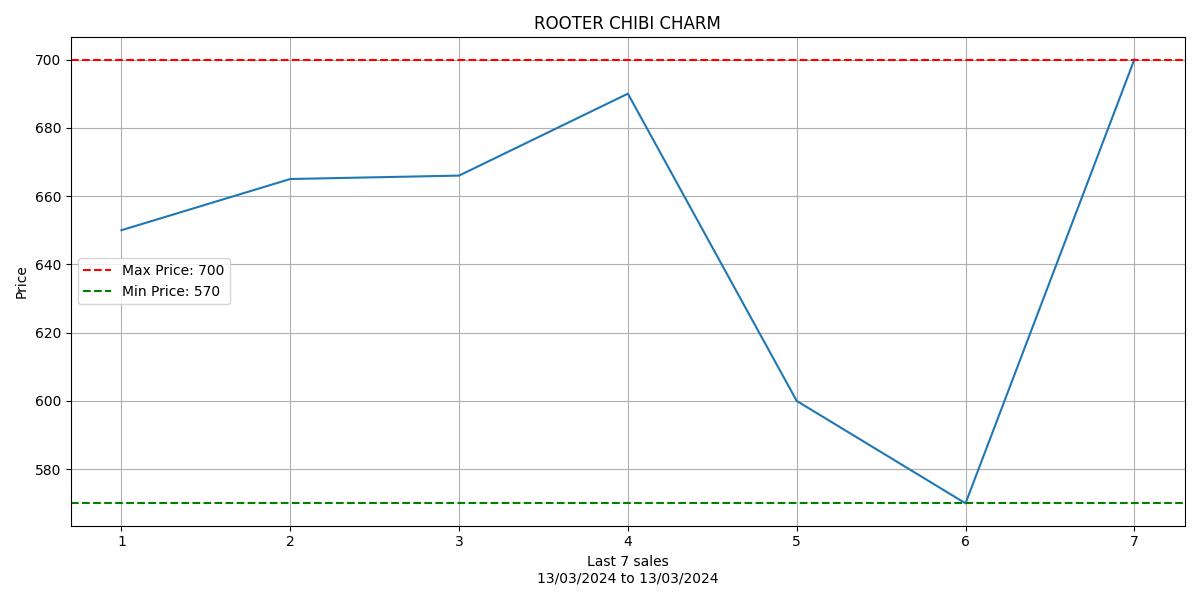 ROOTER CHIBI CHARM
700
680
660
640
620
600
580
Price
Max Price: 700
Min Price: 570
1 2 3 4 5 6 7
Last 7 sales
13/03/2024 to 13/03/2024